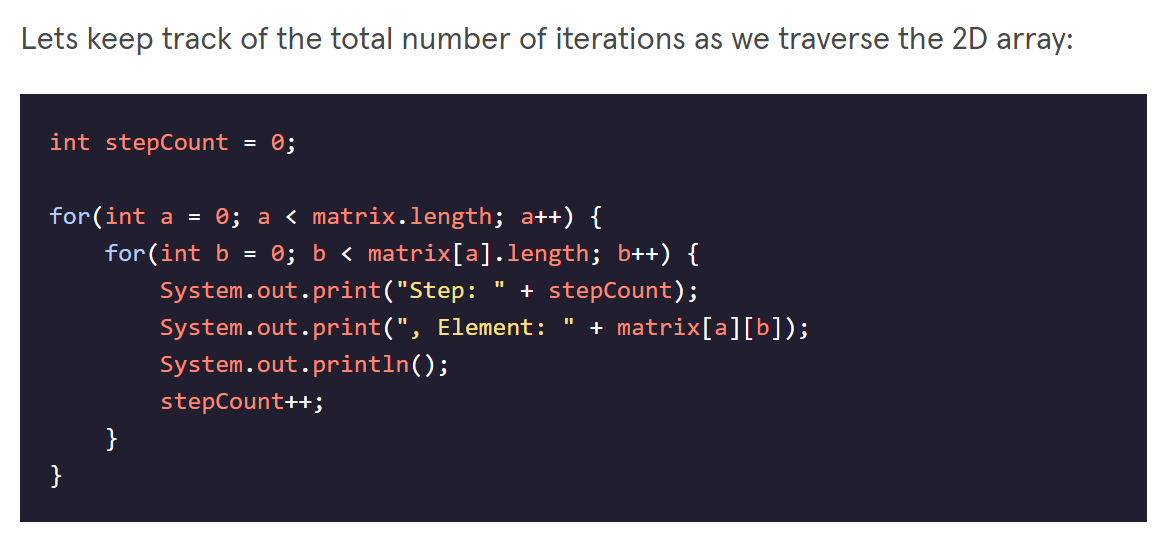 Lets keep track of the total number of iterations as we traverse the 2D array:
int stepCount = 0;
for(int a = 0; a < matrix.length; a++) {
    for(int b = 0; b < matrix[a].length; b++) {
        System.out.print("Step: " + stepCount);
        System.out.print(", Element: " + matrix[a][b]);
        System.out.println();
        stepCount++;
    }
}